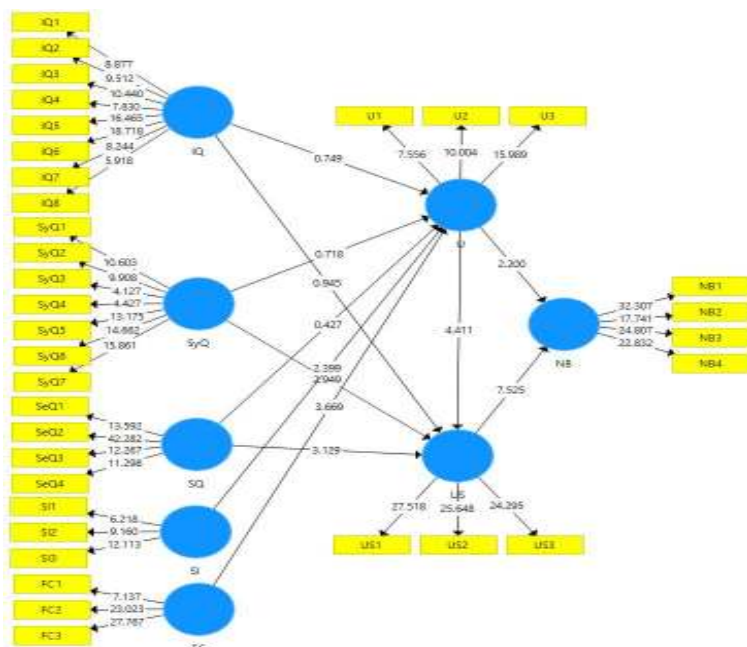 IQ1
IQ2
IQ3
IQ4
IQ5
IQ6
IQ7
IQ8
8.877
9.512
10.440
7.830
16.465
18.718
8.244
5.918
IQ
SyQ1
SyQ2
SyQ3
SyQ4
SyQ5
SyQ6
SyQ7
10.603
9.908
4.127
4.427
13.175
14.662
15.861
SyQ
SeQ1
SeQ2
SeQ3
SeQ4
13.592
42.282
12.267
11.298
SQ
SI1
SI2
SI3
6.218
9.160
12.113
SI
FC1
FC2
FC3
7.137
23.023
27.767
U1
U2
U3
7.556
10.004
15.989
U
0.749
0.718
0.945
0.427
2.399
2.949
3.669
3.129
4.411
2.200
7.525
NB
32.307
17.741
24.807
22.832
NB1
NB2
NB3
NB4
US
27.518
25.648
24.295
US1
US2
US3